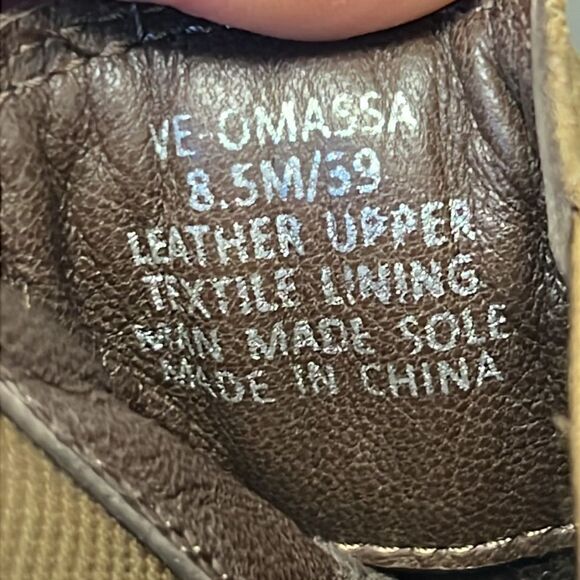 VE-OMASSA
8.5M/39
LEATHER UPPER
TEXTILE LINING
MAN MADE SOLE
MADE IN CHINA